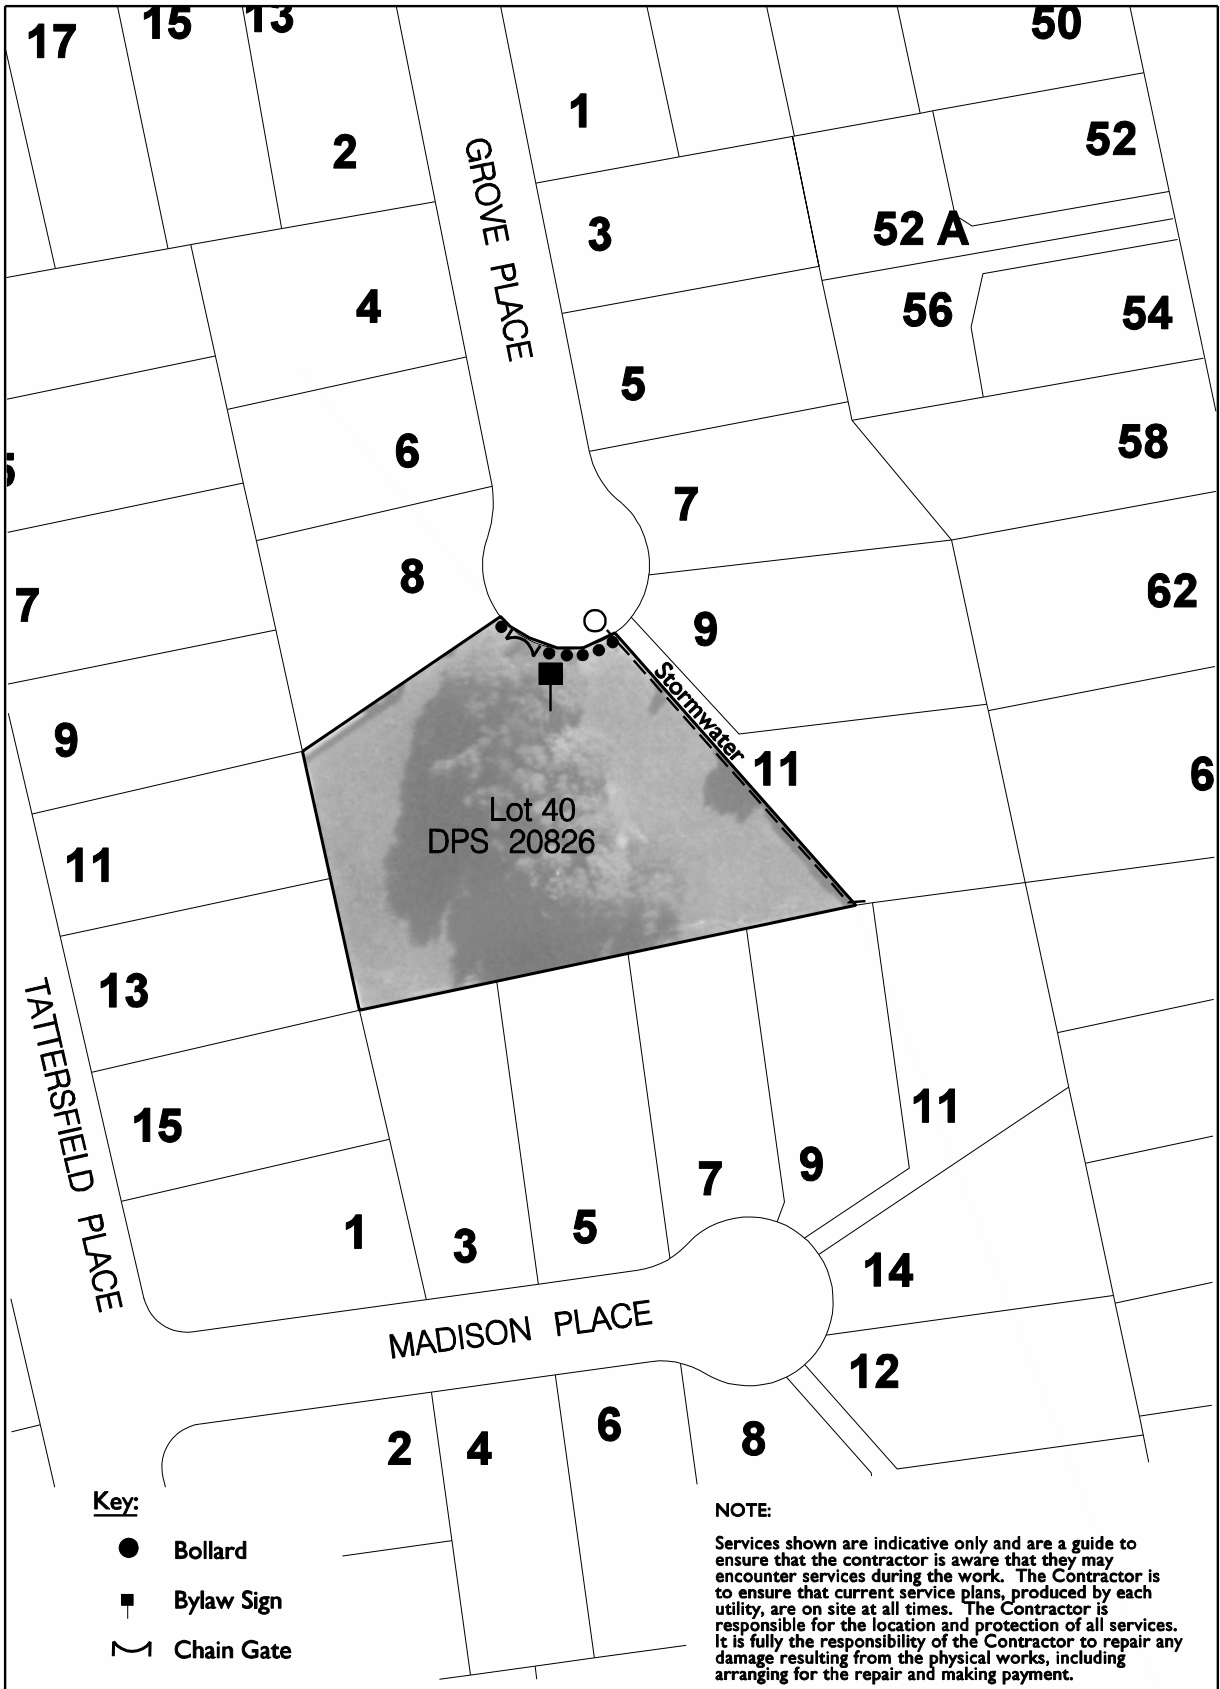 17
15
13
50
1
2
52
GROVE PLACE
3
52 A
4
56
54
5
6
58
7
8
7
62
9
Stormwater
9
11
6
Lot 40
DPS 20826
11
13
TATTERSFIELD PLACE
15
11
9
7
1
3
5
14
MADISON PLACE
12
2
4
6
8
Key:
Bollard
Bylaw Sign
Chain Gate
NOTE:
Services shown are indicative only and are a guide to
ensure that the contractor is aware that they may
encounter services during the work. The Contractor is
to ensure that current service plans, produced by each
utility, are on site at all times. The Contractor is
responsible for the location and protection of all services.
It is fully the responsibility of the Contractor to repair any
damage resulting from the physical works, including
arranging for the repair and making payment.